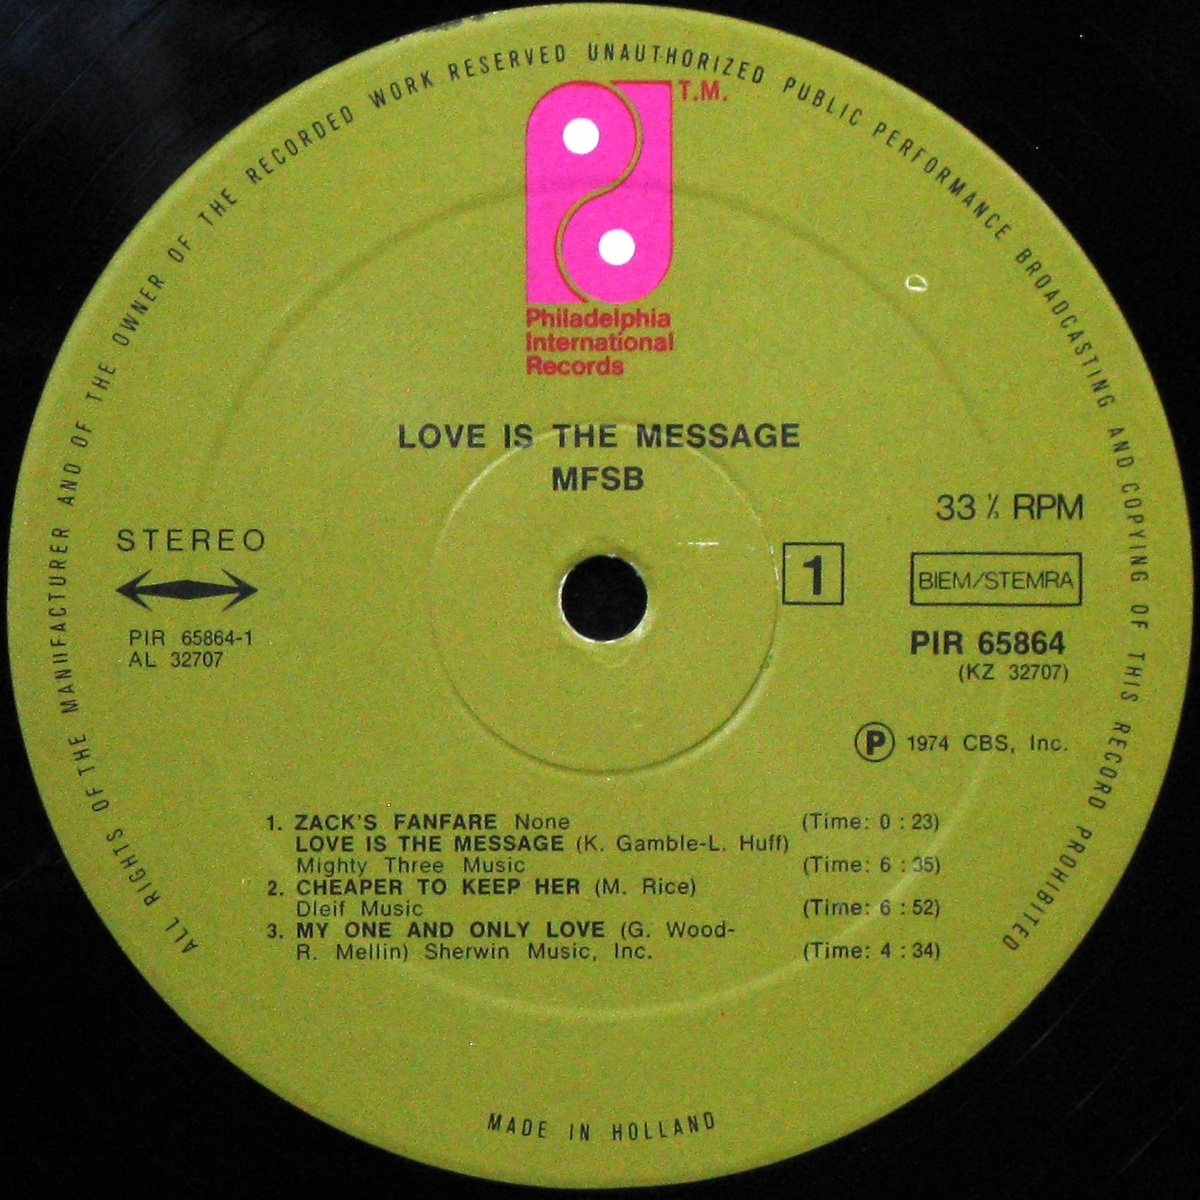 ALL RIGHTS OF THE MANUFACTURER AND OF THE OWNER OF THE RECORDED WORK RESERVED UNAUTHORIZED PUBLIC PERFORMANCE BROADCASTING AND COPYING OF THIS RECORD PROHIBITED
T.M.
Philadelphia
International
Records
LOVE IS THE MESSAGE
MFSB
33 ⅓ RPM
STEREO
1
BIEM/STEMRA
PIR 65864-1
AL 32707
PIR 65864
(KZ 32707)
Ⓟ 1974 CBS, Inc.
1. ZACK'S FANFARE None (Time: 0 : 23)
LOVE IS THE MESSAGE (K. Gamble-L. Huff)
Mighty Three Music (Time: 6 : 35)
2. CHEAPER TO KEEP HER (M. Rice)
Dleif Music (Time: 6 : 52)
3. MY ONE AND ONLY LOVE (G. Wood-
R. Mellin) Sherwin Music, Inc. (Time: 4 : 34)
MADE IN HOLLAND